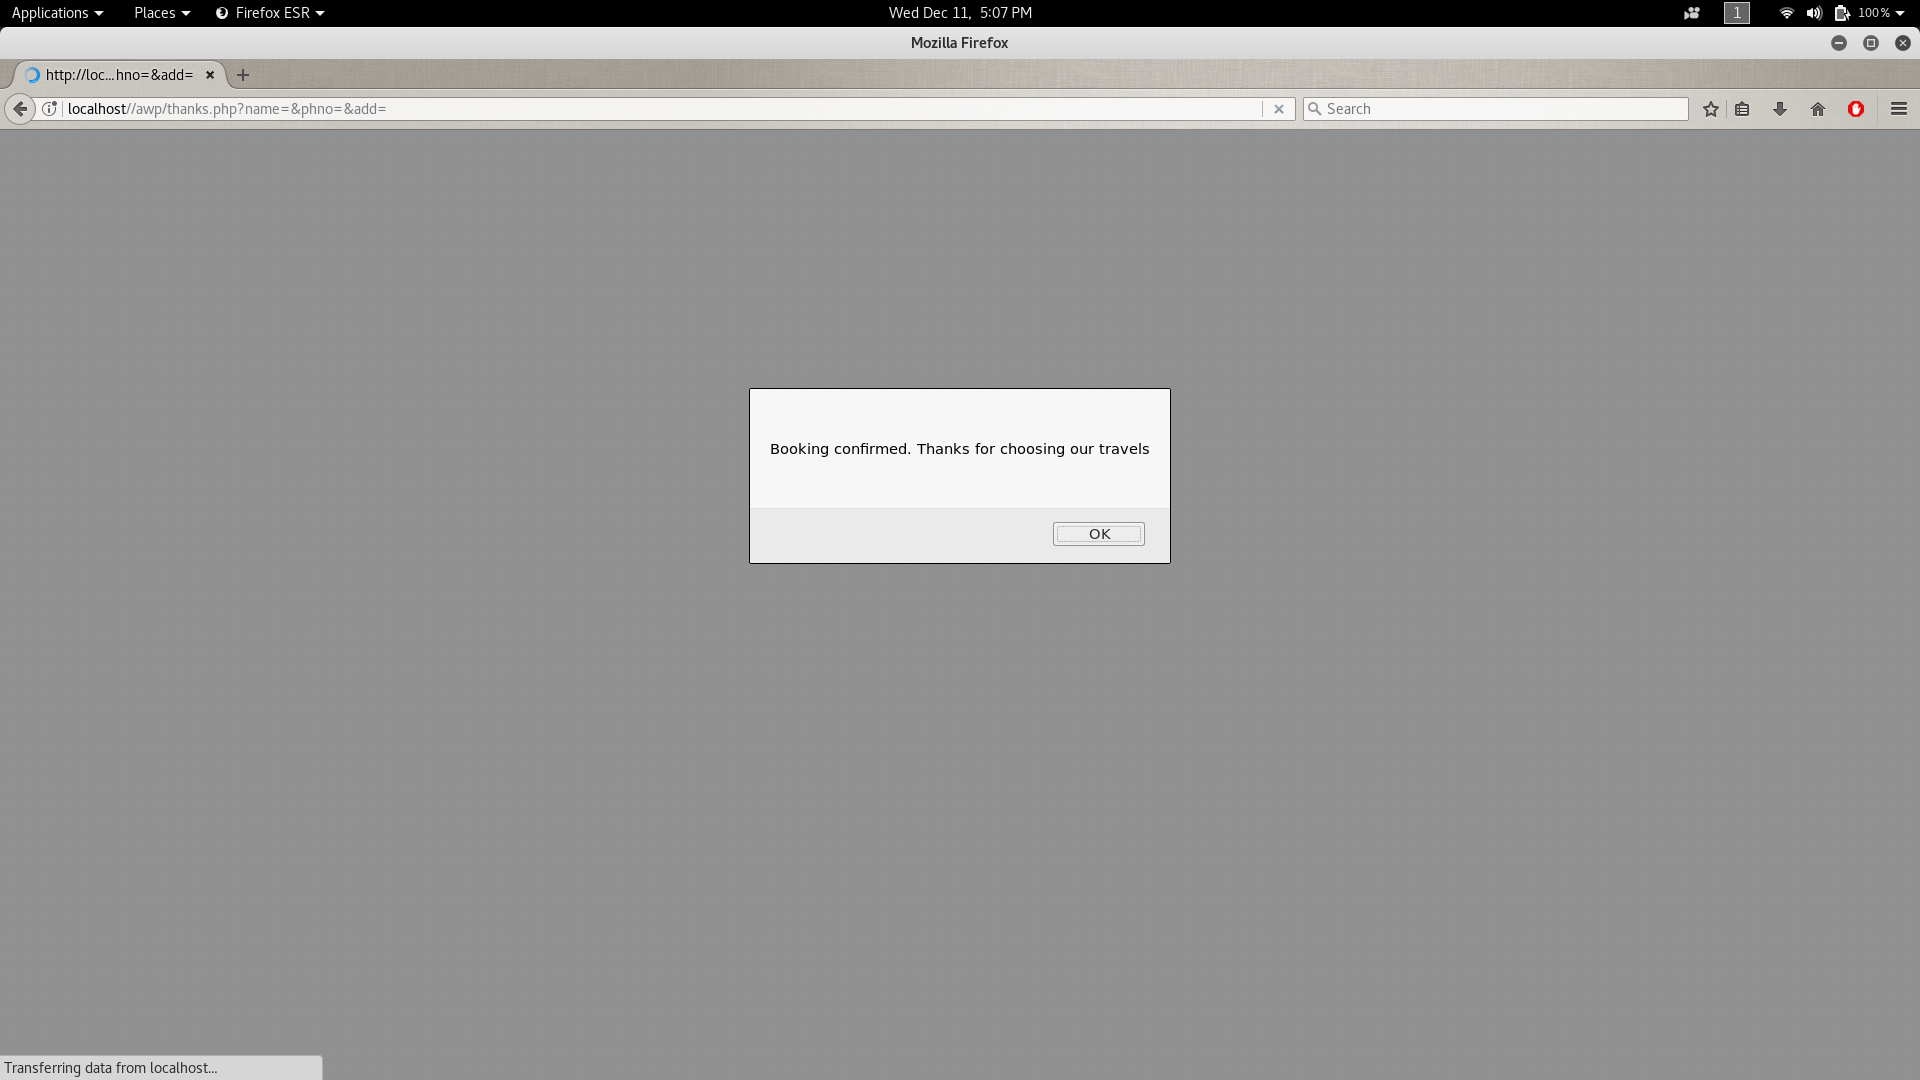 Applications Places Firefox ESR Wed Dec 11, 5:07 PM 1 100%
Mozilla Firefox
http://loc...hno=&add=
localhost//awp/thanks.php?name=&phno=&add= Search
Booking confirmed. Thanks for choosing our travels
OK
Transferring data from localhost...